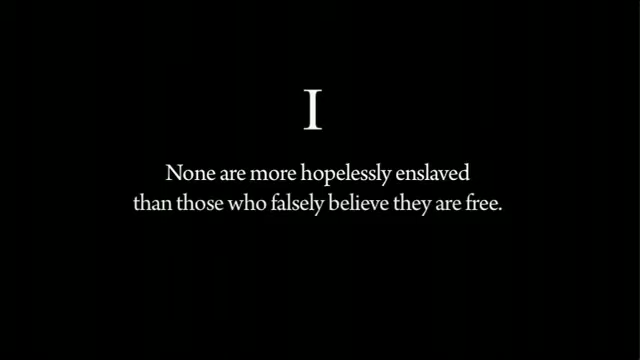 I
None are more hopelessly enslaved
than those who falsely believe they are free.